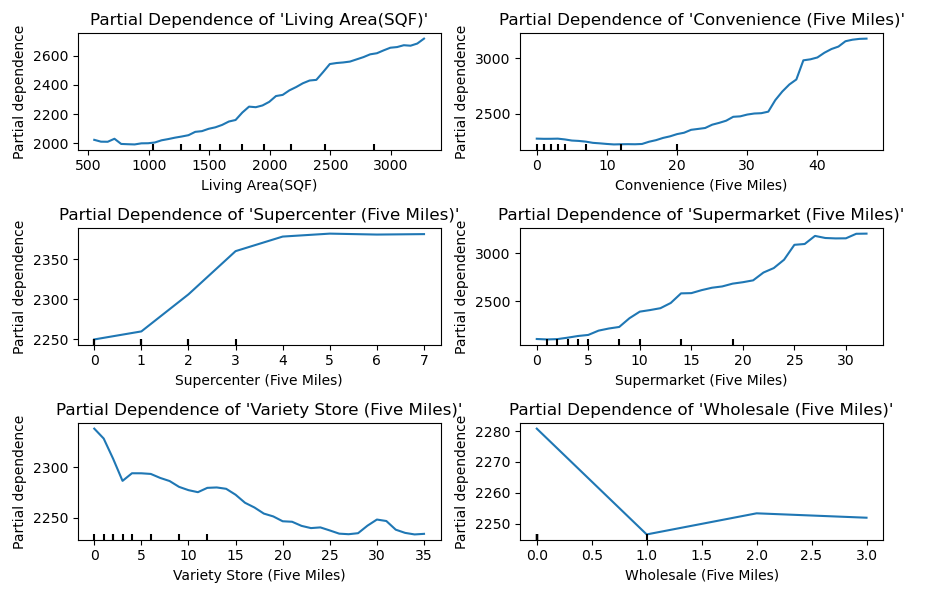 Partial Dependence of 'Living Area(SQF)'
Partial dependence
2600
2400
2200
2000
500 1000 1500 2000 2500 3000
Living Area(SQF)
Partial Dependence of 'Convenience (Five Miles)'
Partial dependence
3000
2500
0 10 20 30 40
Convenience (Five Miles)
Partial Dependence of 'Supercenter (Five Miles)'
Partial dependence
2350
2300
2250
0 1 2 3 4 5 6 7
Supercenter (Five Miles)
Partial Dependence of 'Supermarket (Five Miles)'
Partial dependence
3000
2500
0 5 10 15 20 25 30
Supermarket (Five Miles)
Partial Dependence of 'Variety Store (Five Miles)'
Partial dependence
2300
2250
0 5 10 15 20 25 30 35
Variety Store (Five Miles)
Partial Dependence of 'Wholesale (Five Miles)'
Partial dependence
2280
2270
2260
2250
0.0 0.5 1.0 1.5 2.0 2.5 3.0
Wholesale (Five Miles)